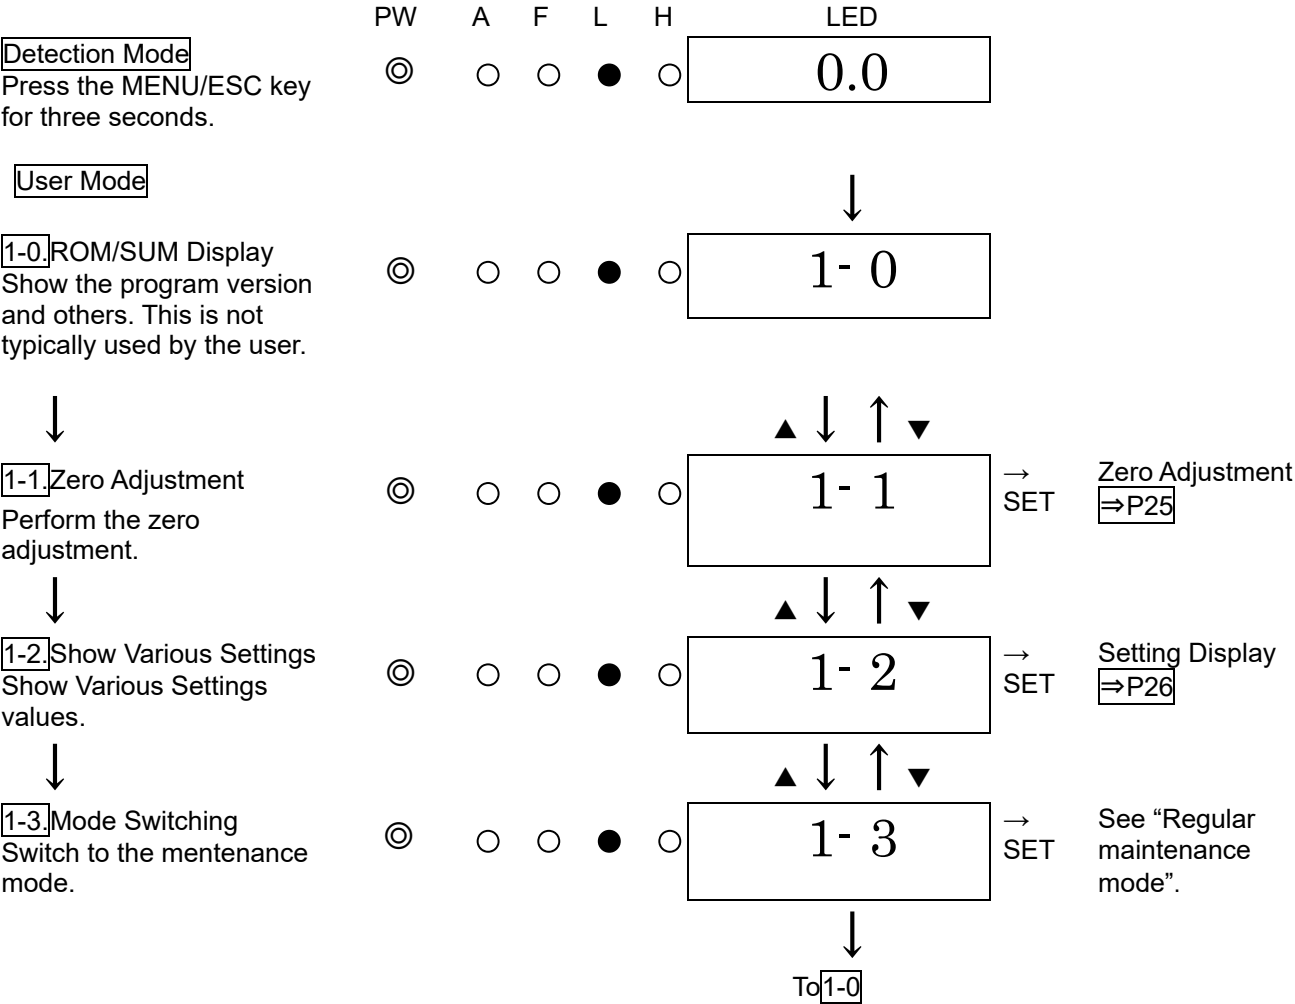 PW A F L H LED
Detection Mode
Press the MENU/ESC key
for three seconds.
◎ ○ ○ ● ○ 0.0
User Mode
↓
1-0.ROM/SUM Display
Show the program version
and others. This is not
typically used by the user.
◎ ○ ○ ● ○ 1- 0
↓ ▲ ↓ ↑ ▼
1-1.Zero Adjustment
Perform the zero
adjustment.
◎ ○ ○ ● ○ 1- 1
→
SET
Zero Adjustment
⇒P25
↓ ▲ ↓ ↑ ▼
1-2.Show Various Settings
Show Various Settings
values.
◎ ○ ○ ● ○ 1- 2
→
SET
Setting Display
⇒P26
↓ ▲ ↓ ↑ ▼
1-3.Mode Switching
Switch to the mentenance
mode.
◎ ○ ○ ● ○ 1- 3
→
SET
See “Regular
maintenance
mode”.
↓
To1-0